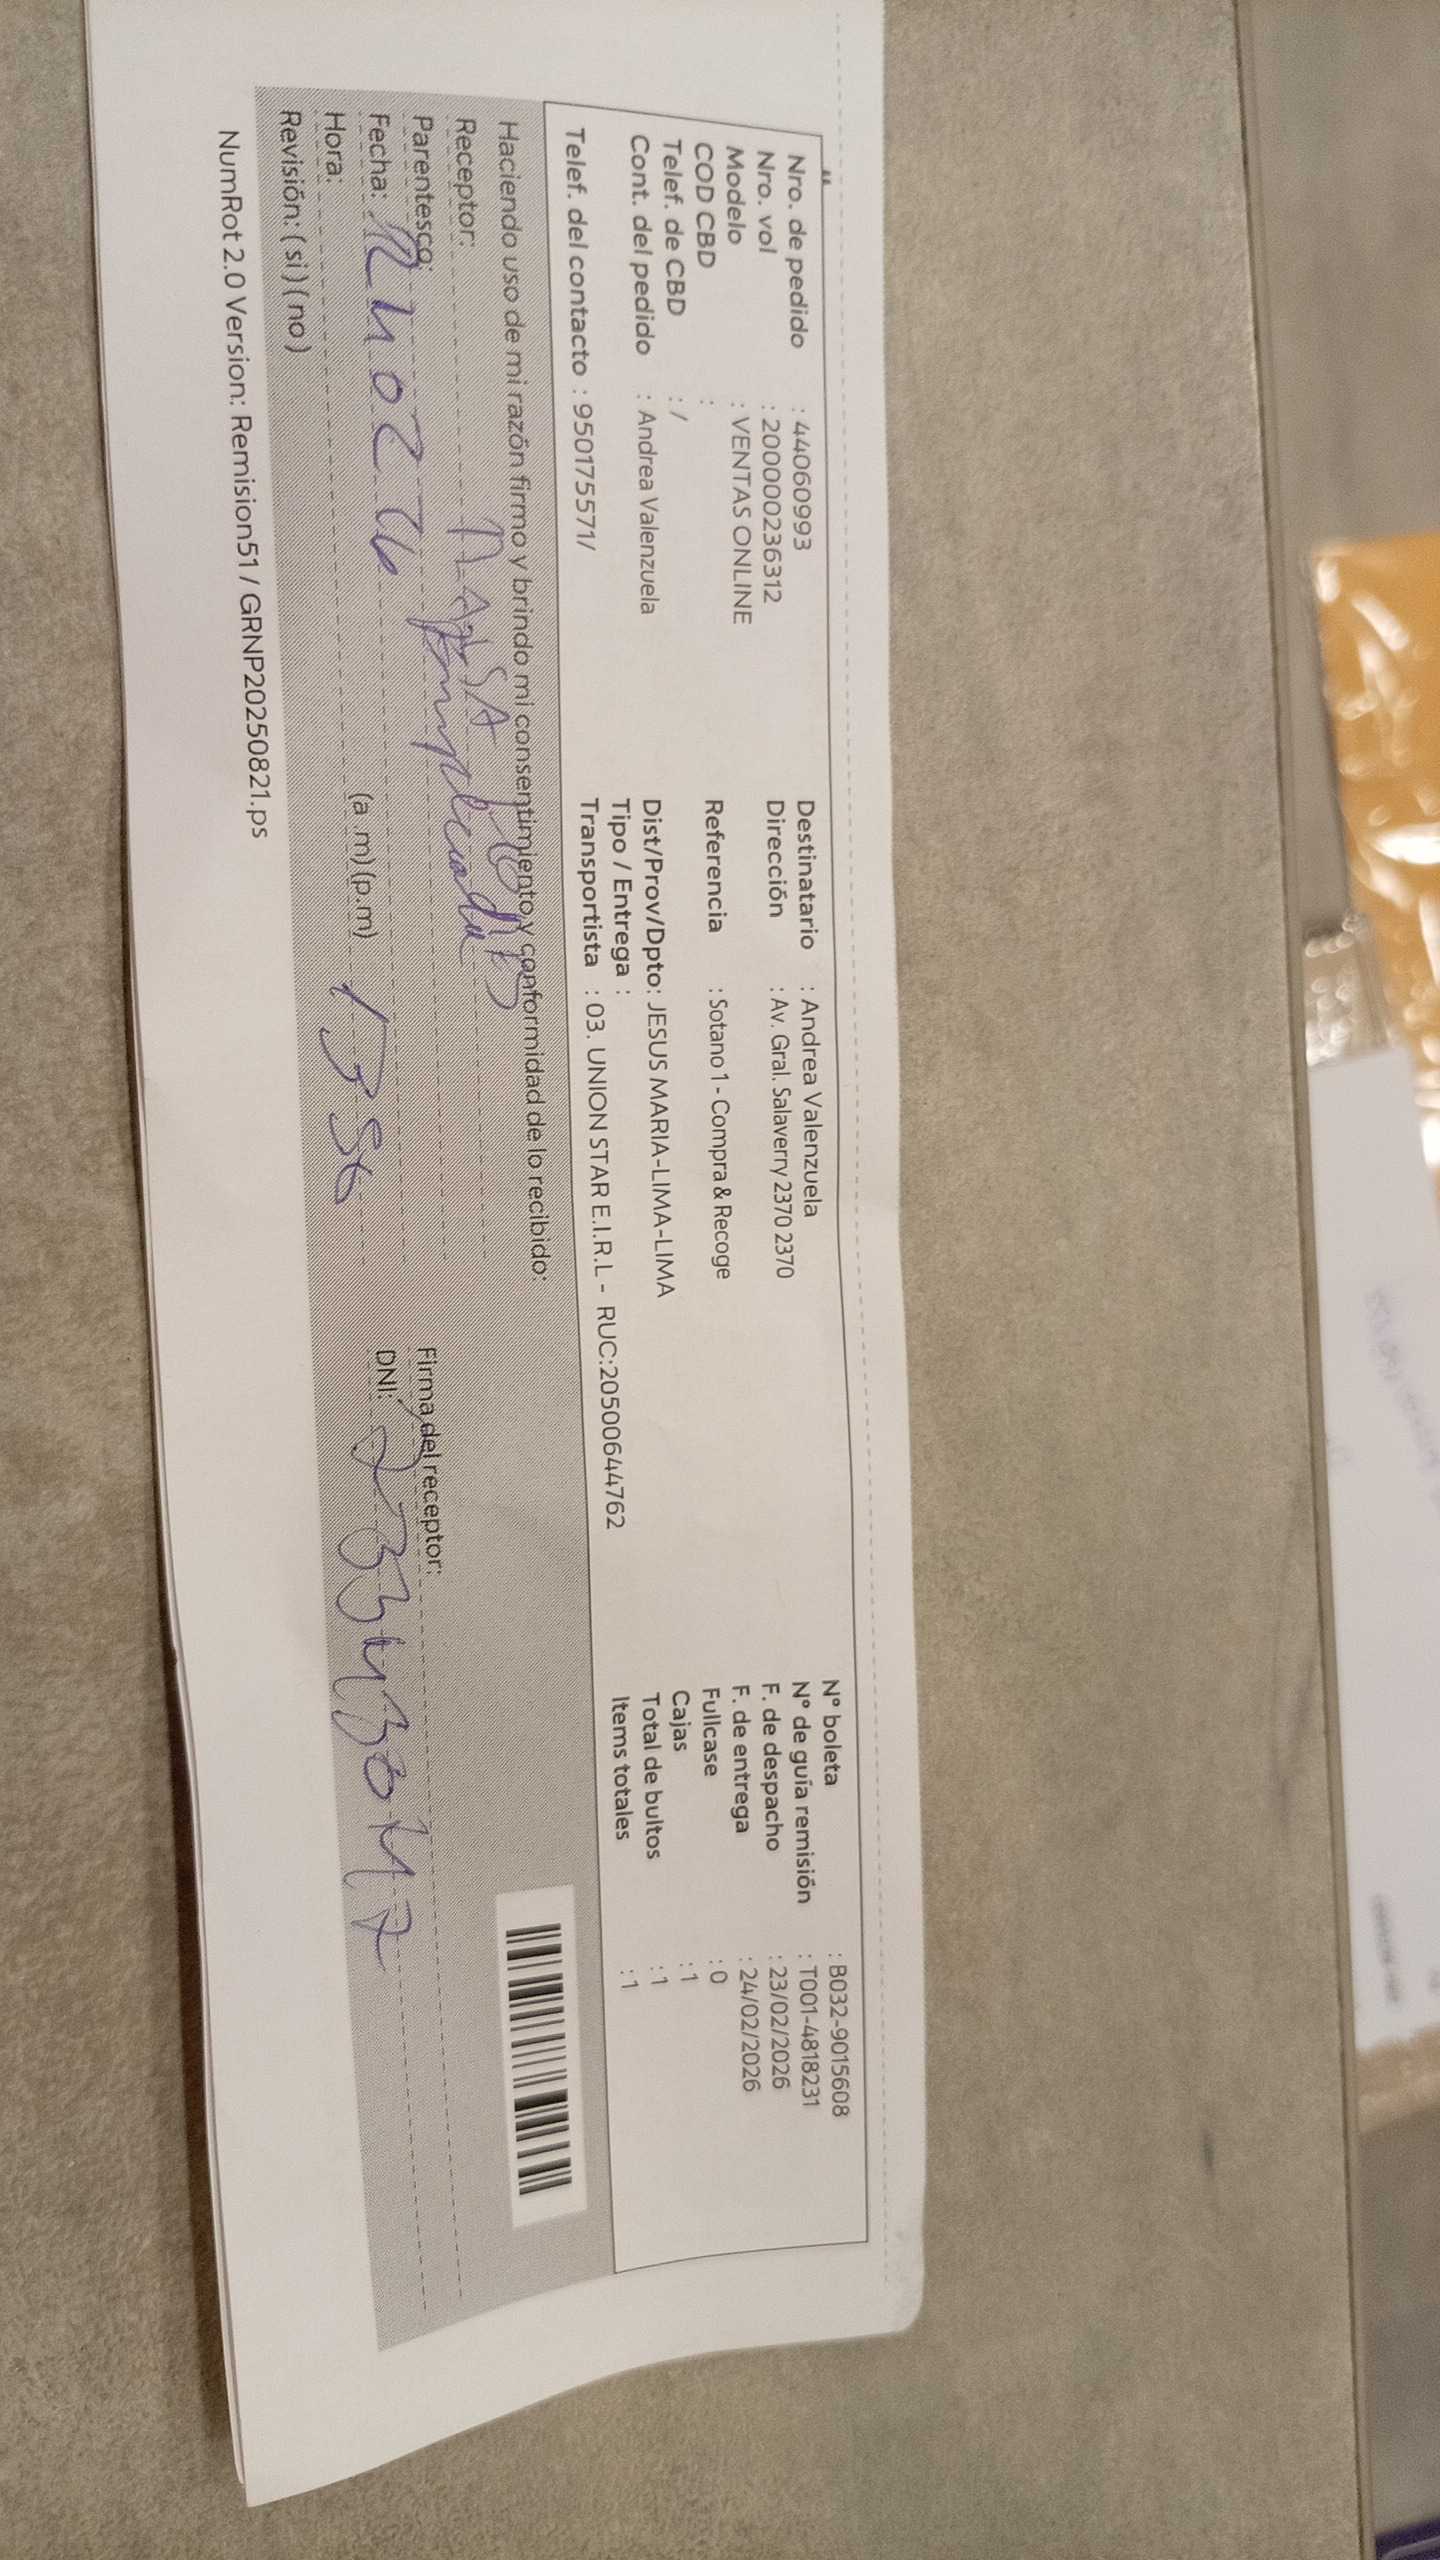 Nro. de pedido : 44060993
Nro. vol : 200000236312
Modelo : VENTAS ONLINE
COD CBD :
Telef. de CBD : /
Cont. del pedido : Andrea Valenzuela
Telef. del contacto : 950175571/
Destinatario : Andrea Valenzuela
Dirección : Av. Gral. Salaverry 2370 2370
Referencia : Sotano 1 - Compra & Recoge
Dist/Prov/Dpto: JESUS MARIA-LIMA-LIMA
Tipo / Entrega :
Transportista : 03. UNION STAR E.I.R.L - RUC:20500644762
N° boleta : B032-9015608
N° de guía remisión : T001-4818231
F. de despacho : 23/02/2026
F. de entrega : 24/02/2026
Fullcase : 0
Cajas : 1
Total de bultos : 1
Items totales : 1
Haciendo uso de mi razón firmo y brindo mi consentimiento y conformidad de lo recibido:
Receptor:
Parentesco:
Fecha:
Hora: (a .m) (p.m)
Revisión: ( si ) ( no )
Firma del receptor:
DNI:
NumRot 2.0 Version: Remision51 / GRNP20250821.ps